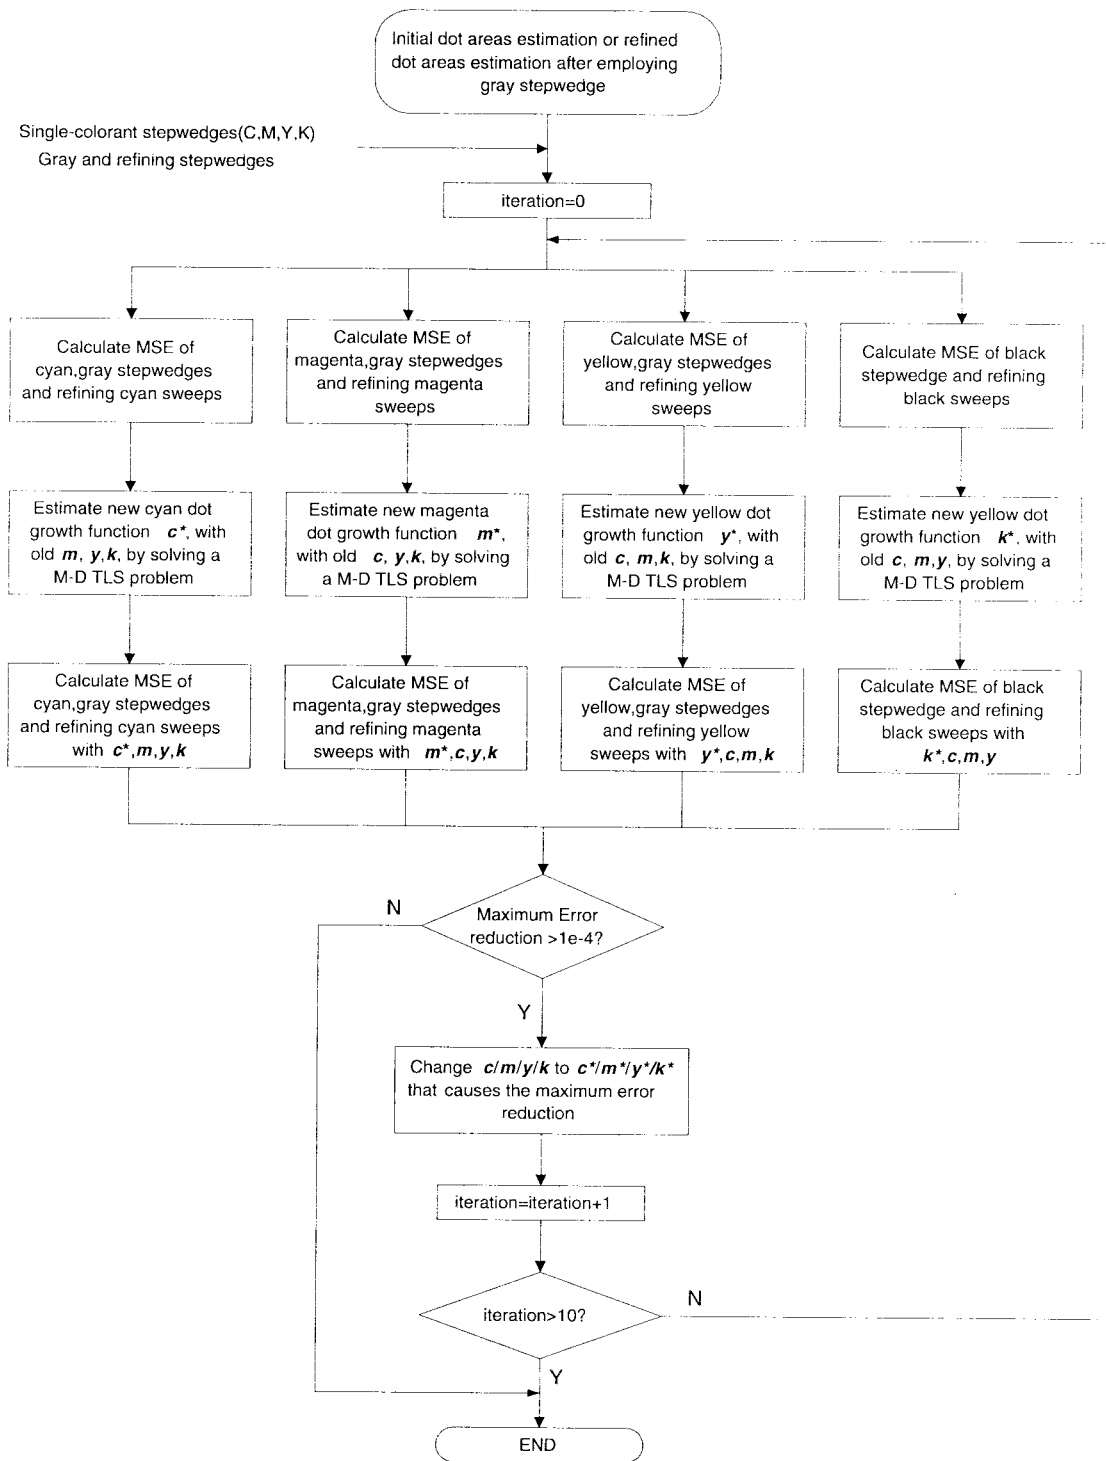 Initial dot areas estimation or refined
dot areas estimation after employing
gray stepwedge
Single-colorant stepwedges(C,M,Y,K)
Gray and refining stepwedges
iteration=0
Calculate MSE of
cyan,gray stepwedges
and refining cyan sweeps
Calculate MSE of
magenta,gray stepwedges
and refining magenta
sweeps
Calculate MSE of
yellow,gray stepwedges
and refining yellow
sweeps
Calculate MSE of black
stepwedge and refining
black sweeps
Estimate new cyan dot
growth function c*, with
old m, y,k, by solving a
M-D TLS problem
Estimate new magenta
dot growth function m*,
with old c, y,k, by solving
a M-D TLS problem
Estimate new yellow dot
growth function y*, with
old c, m,k, by solving a
M-D TLS problem
Estimate new yellow dot
growth function k*, with
old c, m,y, by solving a
M-D TLS problem
Calculate MSE of
cyan,gray stepwedges
and refining cyan sweeps
with c*,m,y,k
Calculate MSE of
magenta,gray stepwedges
and refining magenta
sweeps with m*,c,y,k
Calculate MSE of
yellow,gray stepwedges
and refining yellow
sweeps with y*,c,m,k
Calculate MSE of black
stepwedge and refining
black sweeps with
k*,c,m,y
N
Maximum Error
reduction >1e-4?
Y
Change c/m/y/k to c*/m*/y*/k*
that causes the maximum error
reduction
iteration=iteration+1
iteration>10?
N
Y
END